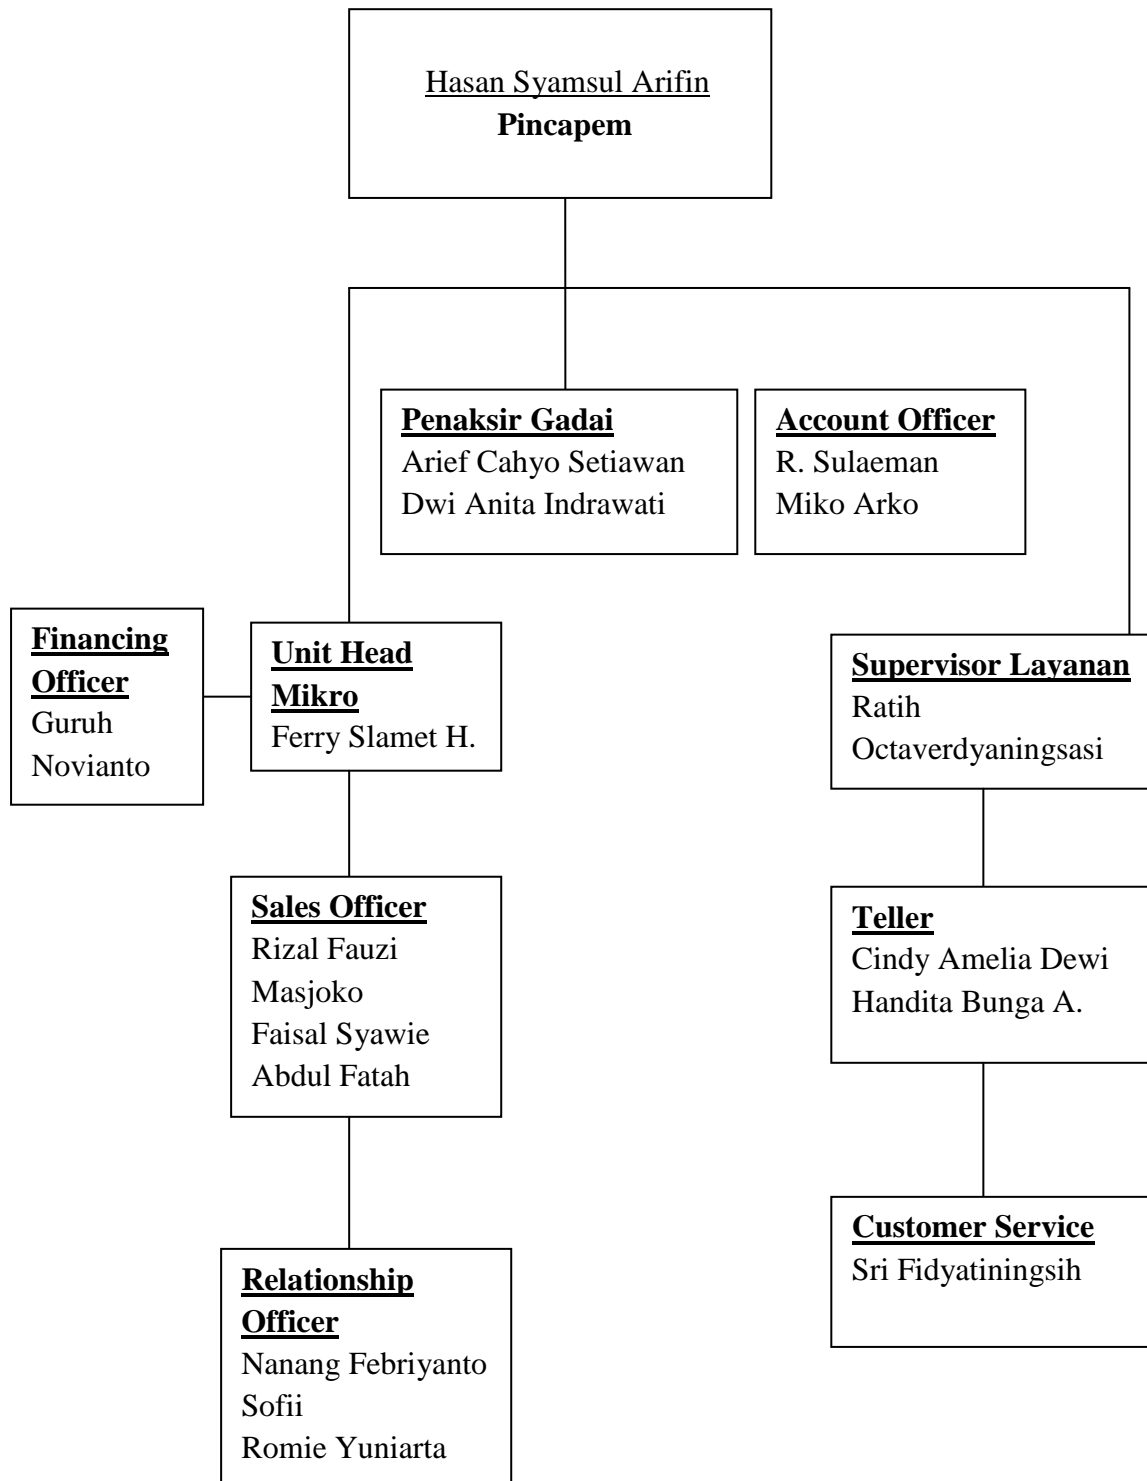 Hasan Syamsul Arifin
Pincapem
Penaksir Gadai
Arief Cahyo Setiawan
Dwi Anita Indrawati
Account Officer
R. Sulaeman
Miko Arko
Financing
Officer
Guruh
Novianto
Unit Head
Mikro
Ferry Slamet H.
Supervisor Layanan
Ratih
Octaverdyaningsasi
Sales Officer
Rizal Fauzi
Masjoko
Faisal Syawie
Abdul Fatah
Teller
Cindy Amelia Dewi
Handita Bunga A.
Relationship
Officer
Nanang Febriyanto
Sofii
Romie Yuniarta
Customer Service
Sri Fidyatiningsih